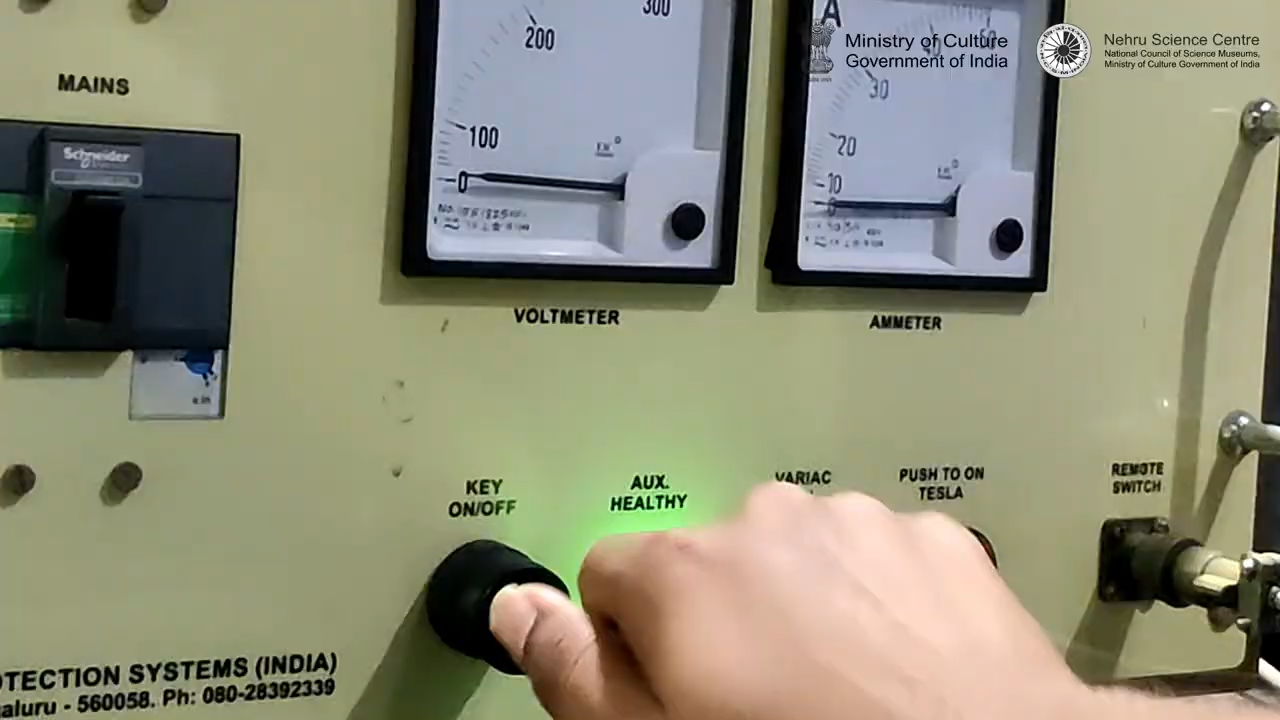 Ministry of Culture
Government of India
Nehru Science Centre
National Council of Science Museums,
Ministry of Culture Government of India
MAINS
Schneider
300
200
100
0
A
30
20
10
0
VOLTMETER
AMMETER
KEY
ON/OFF
AUX.
HEALTHY
VARIAC
PUSH TO ON
TESLA
REMOTE
SWITCH
OTECTION SYSTEMS (INDIA)
galuru - 560058. Ph: 080-28392339